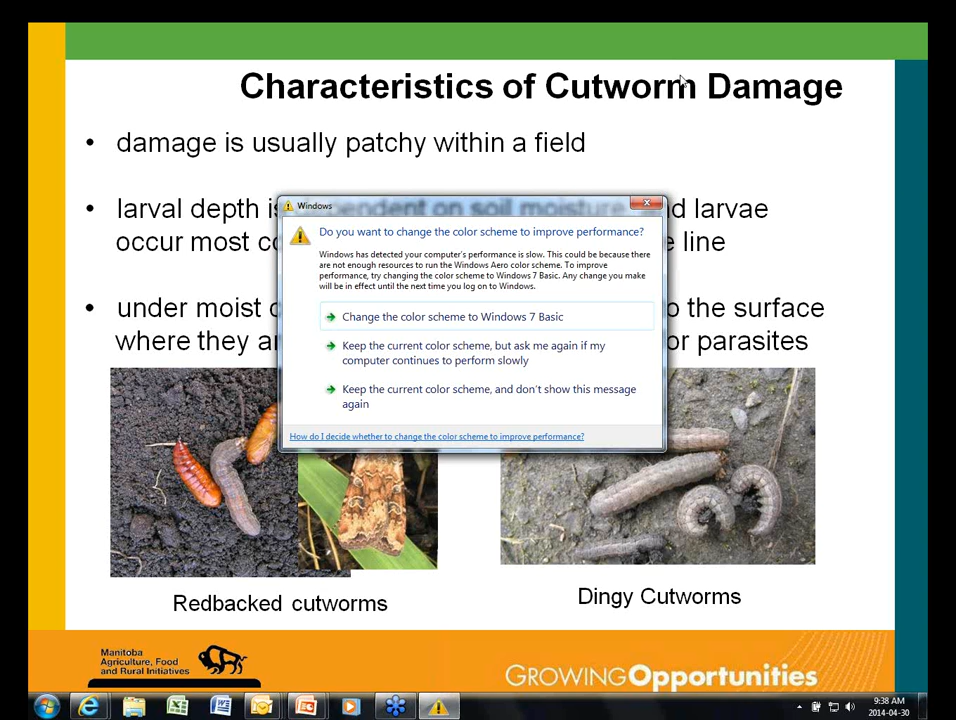 Characteristics of Cutworm Damage
• damage is usually patchy within a field
• larval depth is dependent on soil moisture and larvae
occur most line
• under moist to the surface
where they or parasites
Windows
Do you want to change the color scheme to improve performance?
Windows has detected your computer's performance is slow. This could be because there
are not enough resources to run the Windows Aero color scheme. To improve
performance, try changing the color scheme to Windows 7 Basic. Any change you make
will be in effect until the next time you log on to Windows.
Change the color scheme to Windows 7 Basic
Keep the current color scheme, but ask me again if my
computer continues to perform slowly
Keep the current color scheme, and don't show this message
again
How do I decide whether to change the color scheme to improve performance?
Redbacked cutworms
Dingy Cutworms
Manitoba
Agriculture, Food
and Rural Initiatives
GROWING Opportunities
9:38 AM
2014-04-30